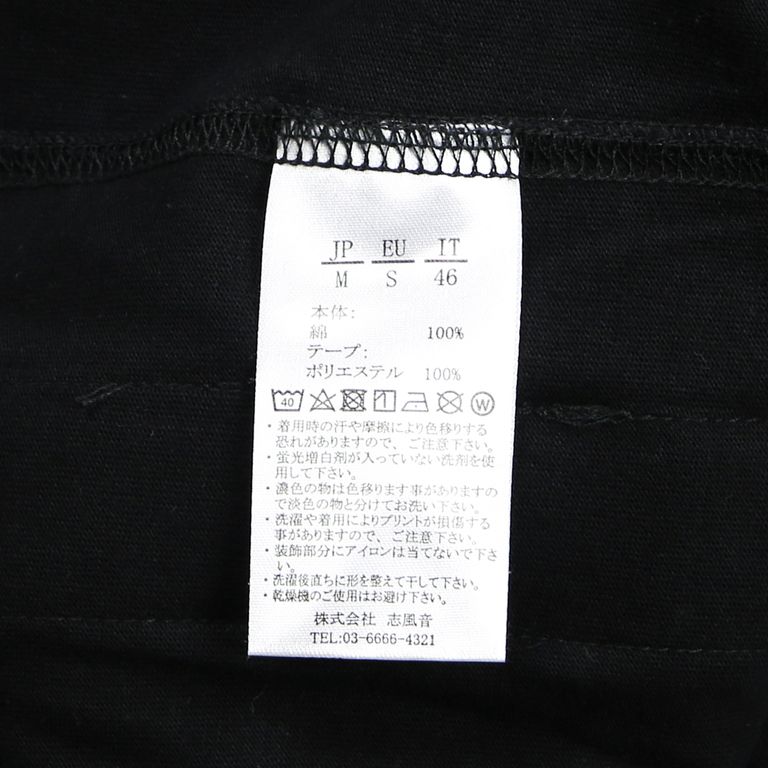 JP EU IT
M S 46
本体:
綿 100%
テープ:
ポリエステル 100%
40 W
・着用時の汗や摩擦により色移りする
恐れがありますので、ご注意下さい。
・蛍光増白剤が入っていない洗剤を使
用して下さい。
・濃色の物は色移ります事がありますの
で淡色の物と分けてお洗い下さい。
・洗濯や着用によりプリントが損傷する
事がありますので、ご注意下さい。
・装飾部分にアイロンは当てないで下さ
い。
・洗濯後直ちに形を整えて干して下さい。
・乾燥機のご使用はお避け下さい。
株式会社 志風音
TEL:03-6666-4321